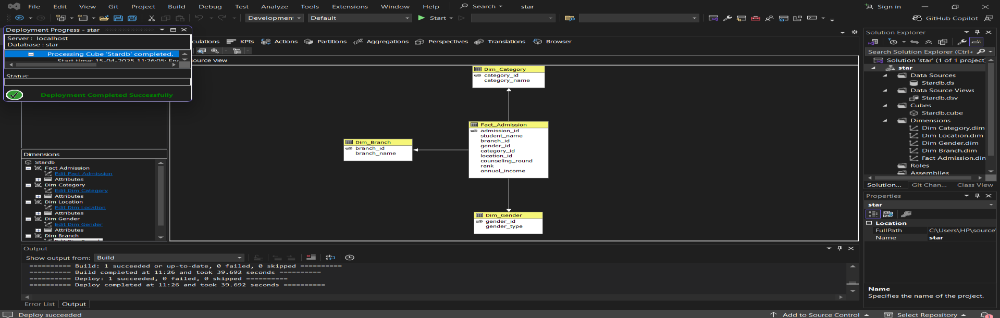 File Edit View Git Project Build Debug Test Analyze Tools Extensions Window Help Search star Sign in
Development Default Start GitHub Copilot
Deployment Progress - star
Server : localhost
Database : star
Processing Cube 'Stardb' completed.
Start time: 15-04-2025 11:26:05;
Status:
Deployment Completed Successfully
culations KPIs Actions Partitions Aggregations Perspectives Translations Browser
ource View
Dim_Category
category_id
category_name
Fact_Admission
admission_id
student_name
branch_id
gender_id
category_id
location_id
counseling_round
rank
annual_income
Dim_Branch
branch_id
branch_name
Dim_Gender
gender_id
gender_type
Dimensions
Stardb
Fact Admission
Edit Fact Admission
Attributes
Dim Category
Edit Dim Category
Attributes
Dim Location
Edit Dim Location
Attributes
Dim Gender
Edit Dim Gender
Attributes
Dim Branch
Output
Show output from: Build
========== Build: 1 succeeded or up-to-date, 0 failed, 0 skipped ==========
========== Build completed at 11:26 and took 39.692 seconds ==========
========== Deploy: 1 succeeded, 0 failed, 0 skipped ==========
========== Deploy completed at 11:26 and took 39.692 seconds ==========
Error List Output
Solution Explorer
Search Solution Explorer (Ctrl+
Solution 'star' (1 of 1 project)
star
Data Sources
Stardb.ds
Data Source Views
Stardb.dsv
Cubes
Stardb.cube
Dimensions
Dim Category.dim
Dim Location.dim
Dim Gender.dim
Dim Branch.dim
Fact Admission.dim
Roles
Assemblies
Solution... Git Chan... Class View
Properties
star
Location
FullPath C:\Users\HP\source\
Name star
Name
Specifies the name of the project.
Deploy succeeded Add to Source Control Select Repository 1